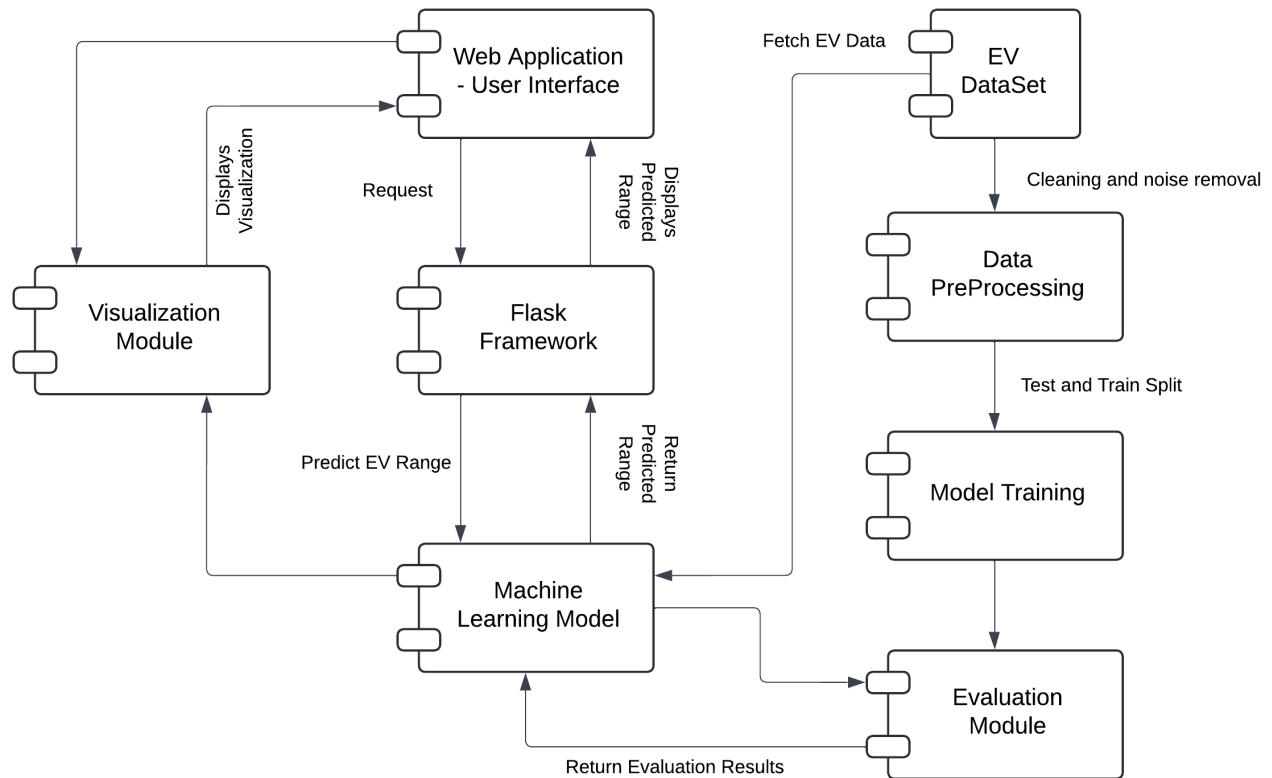 Web Application
- User Interface
Fetch EV Data
EV
DataSet
Displays
Visualization
Request
Displays
Predicted
Range
Cleaning and noise removal
Visualization
Module
Flask
Framework
Data
PreProcessing
Test and Train Split
Predict EV Range
Return
Predicted
Range
Model Training
Machine
Learning Model
Evaluation
Module
Return Evaluation Results